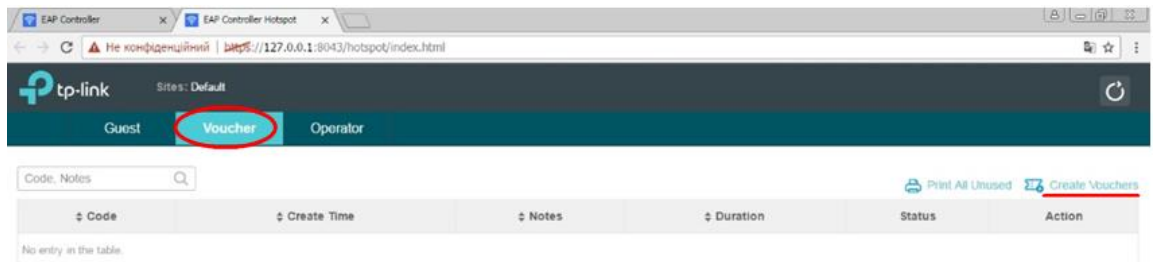 EAP Controller EAP Controller Hotspot
Не конфіденційний | https://127.0.0.1:8043/hotspot/index.html
tp-link Sites: Default
Guest Voucher Operator
Code, Notes Print All Unused Create Vouchers
Code Create Time Notes Duration Status Action
No entry in the table.